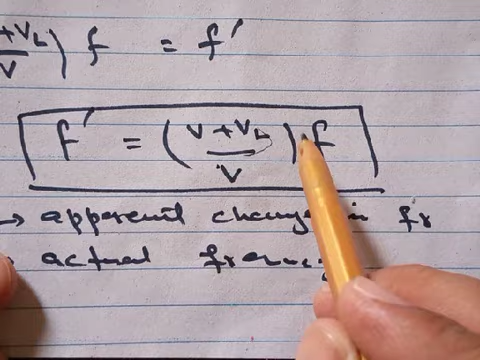 +VL / V ) f = f'
f' = ( V + VL / V ) f
→ apparent change in fr
actual